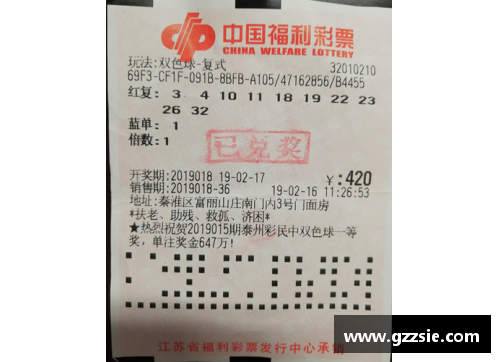 中国福利彩票
CHINA WELFARE LOTTERY
玩法:双色球-复式 32010210
69F3-CF1F-091B-8BFB-A105/47162856/B4455
红复: 3 4 10 11 18 19 22 23
26 32
蓝单: 1
倍数:1
已兑奖
开奖期:2019018 19-02-17 ¥:420
销售期:2019018-36 19-02-16 11:26:53
地址:秦淮区富丽山庄南门内3号门面房
*扶老、助残、救孤、济困*
★热烈祝贺2019015期泰州彩民中双色球一等
奖,单注奖金647万!
江苏省福利彩票发行中心承销
www.gzzsie.com